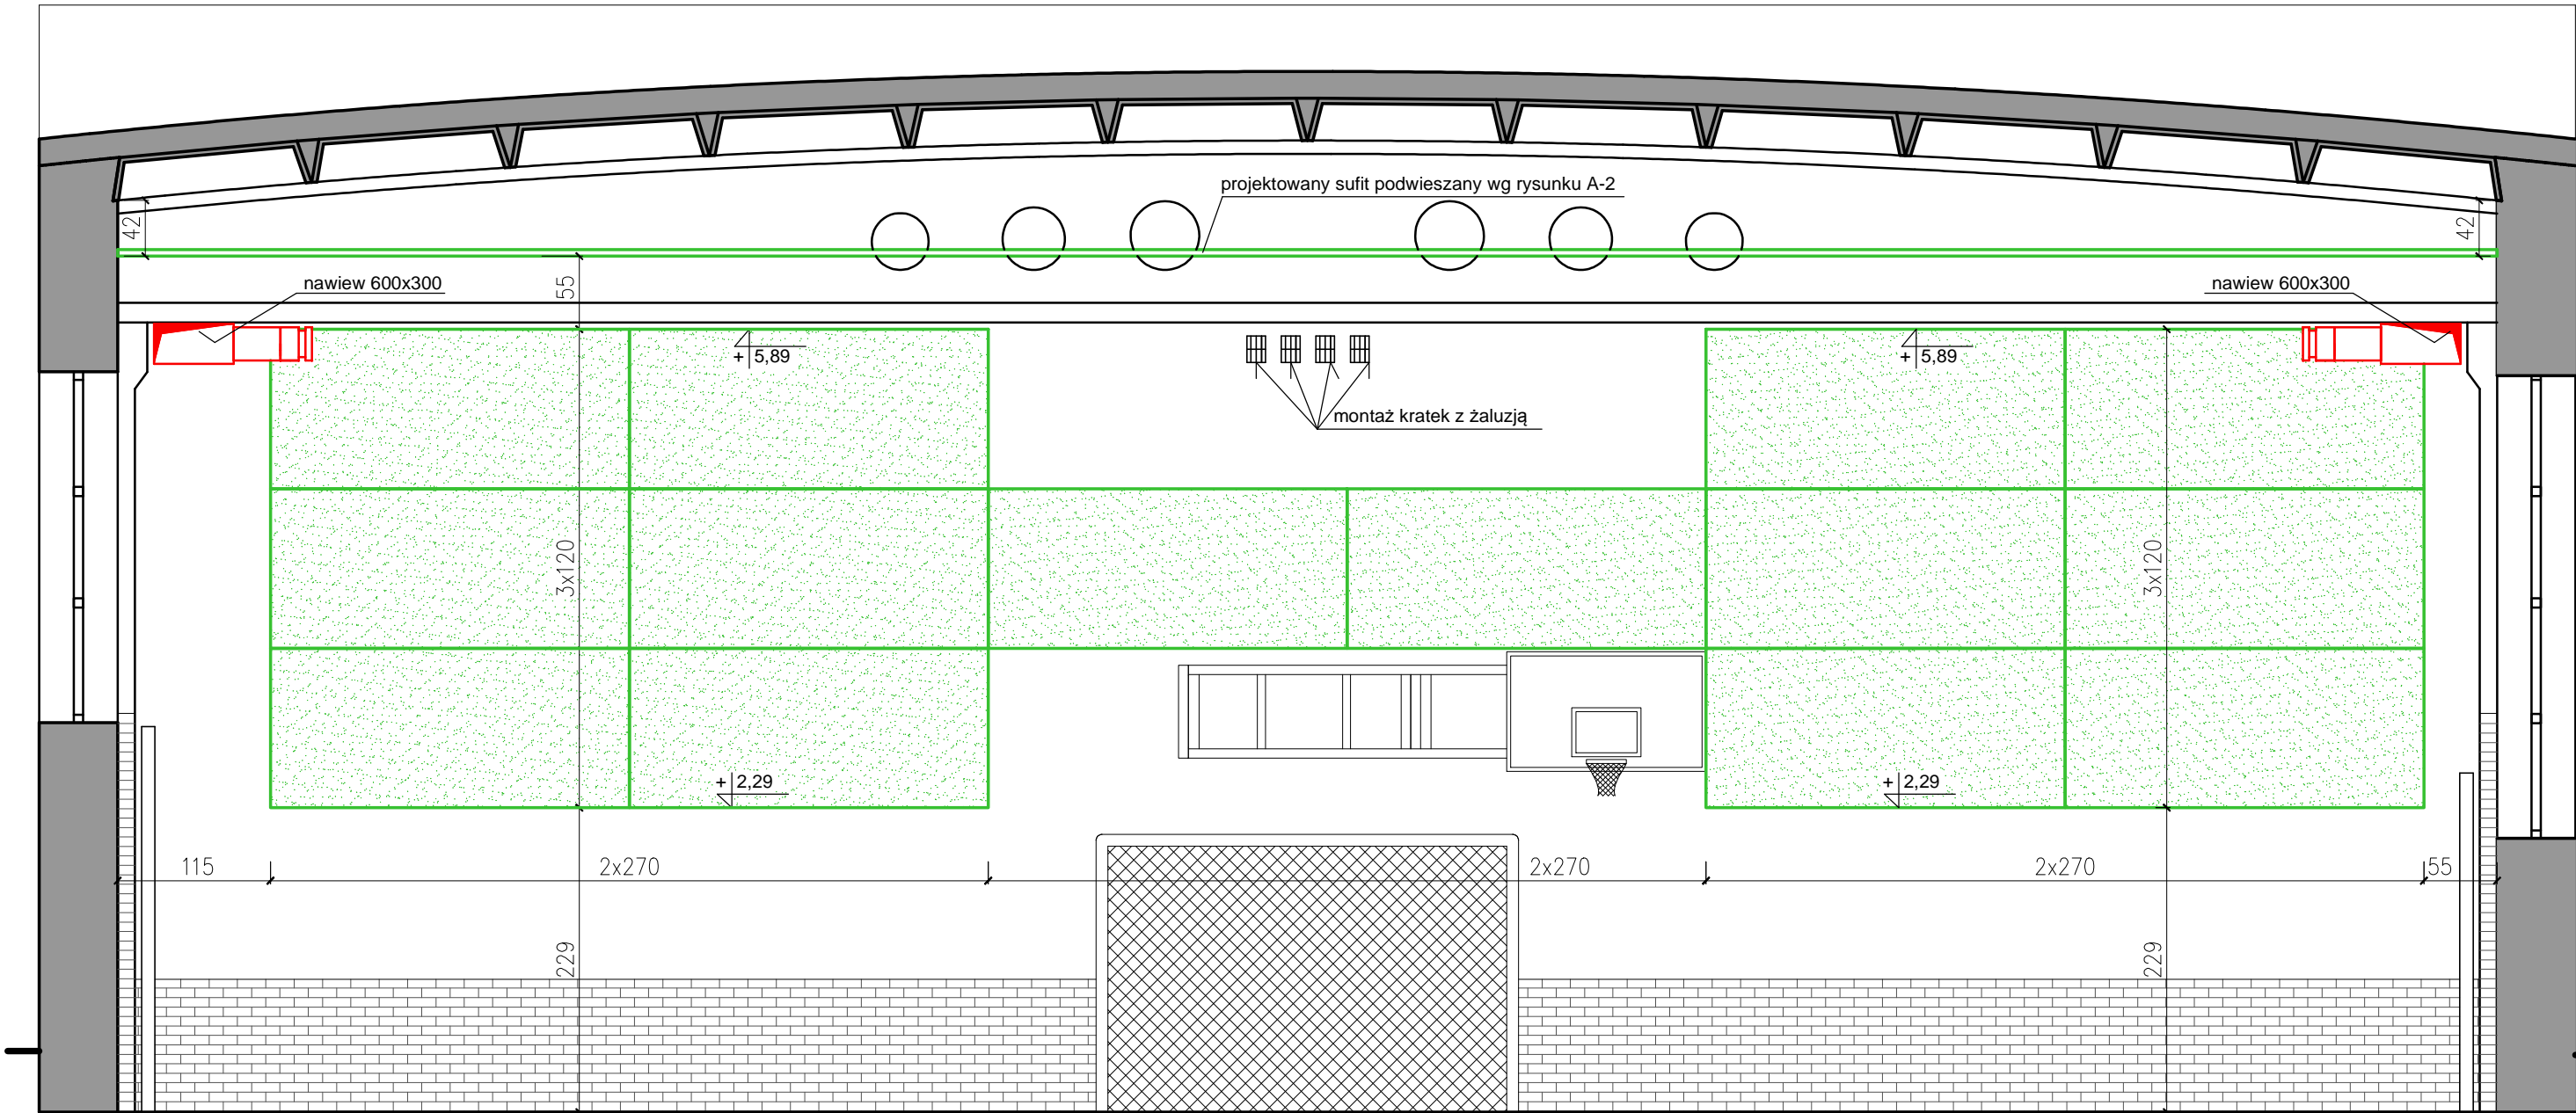 projektowany sufit podwieszany wg rysunku A-2
42
42
nawiew 600x300
55
nawiew 600x300
+ 5,89
+ 5,89
montaż kratek z żaluzją
3x120
3x120
+ 2,29
+ 2,29
115
2x270
2x270
2x270
55
229
229